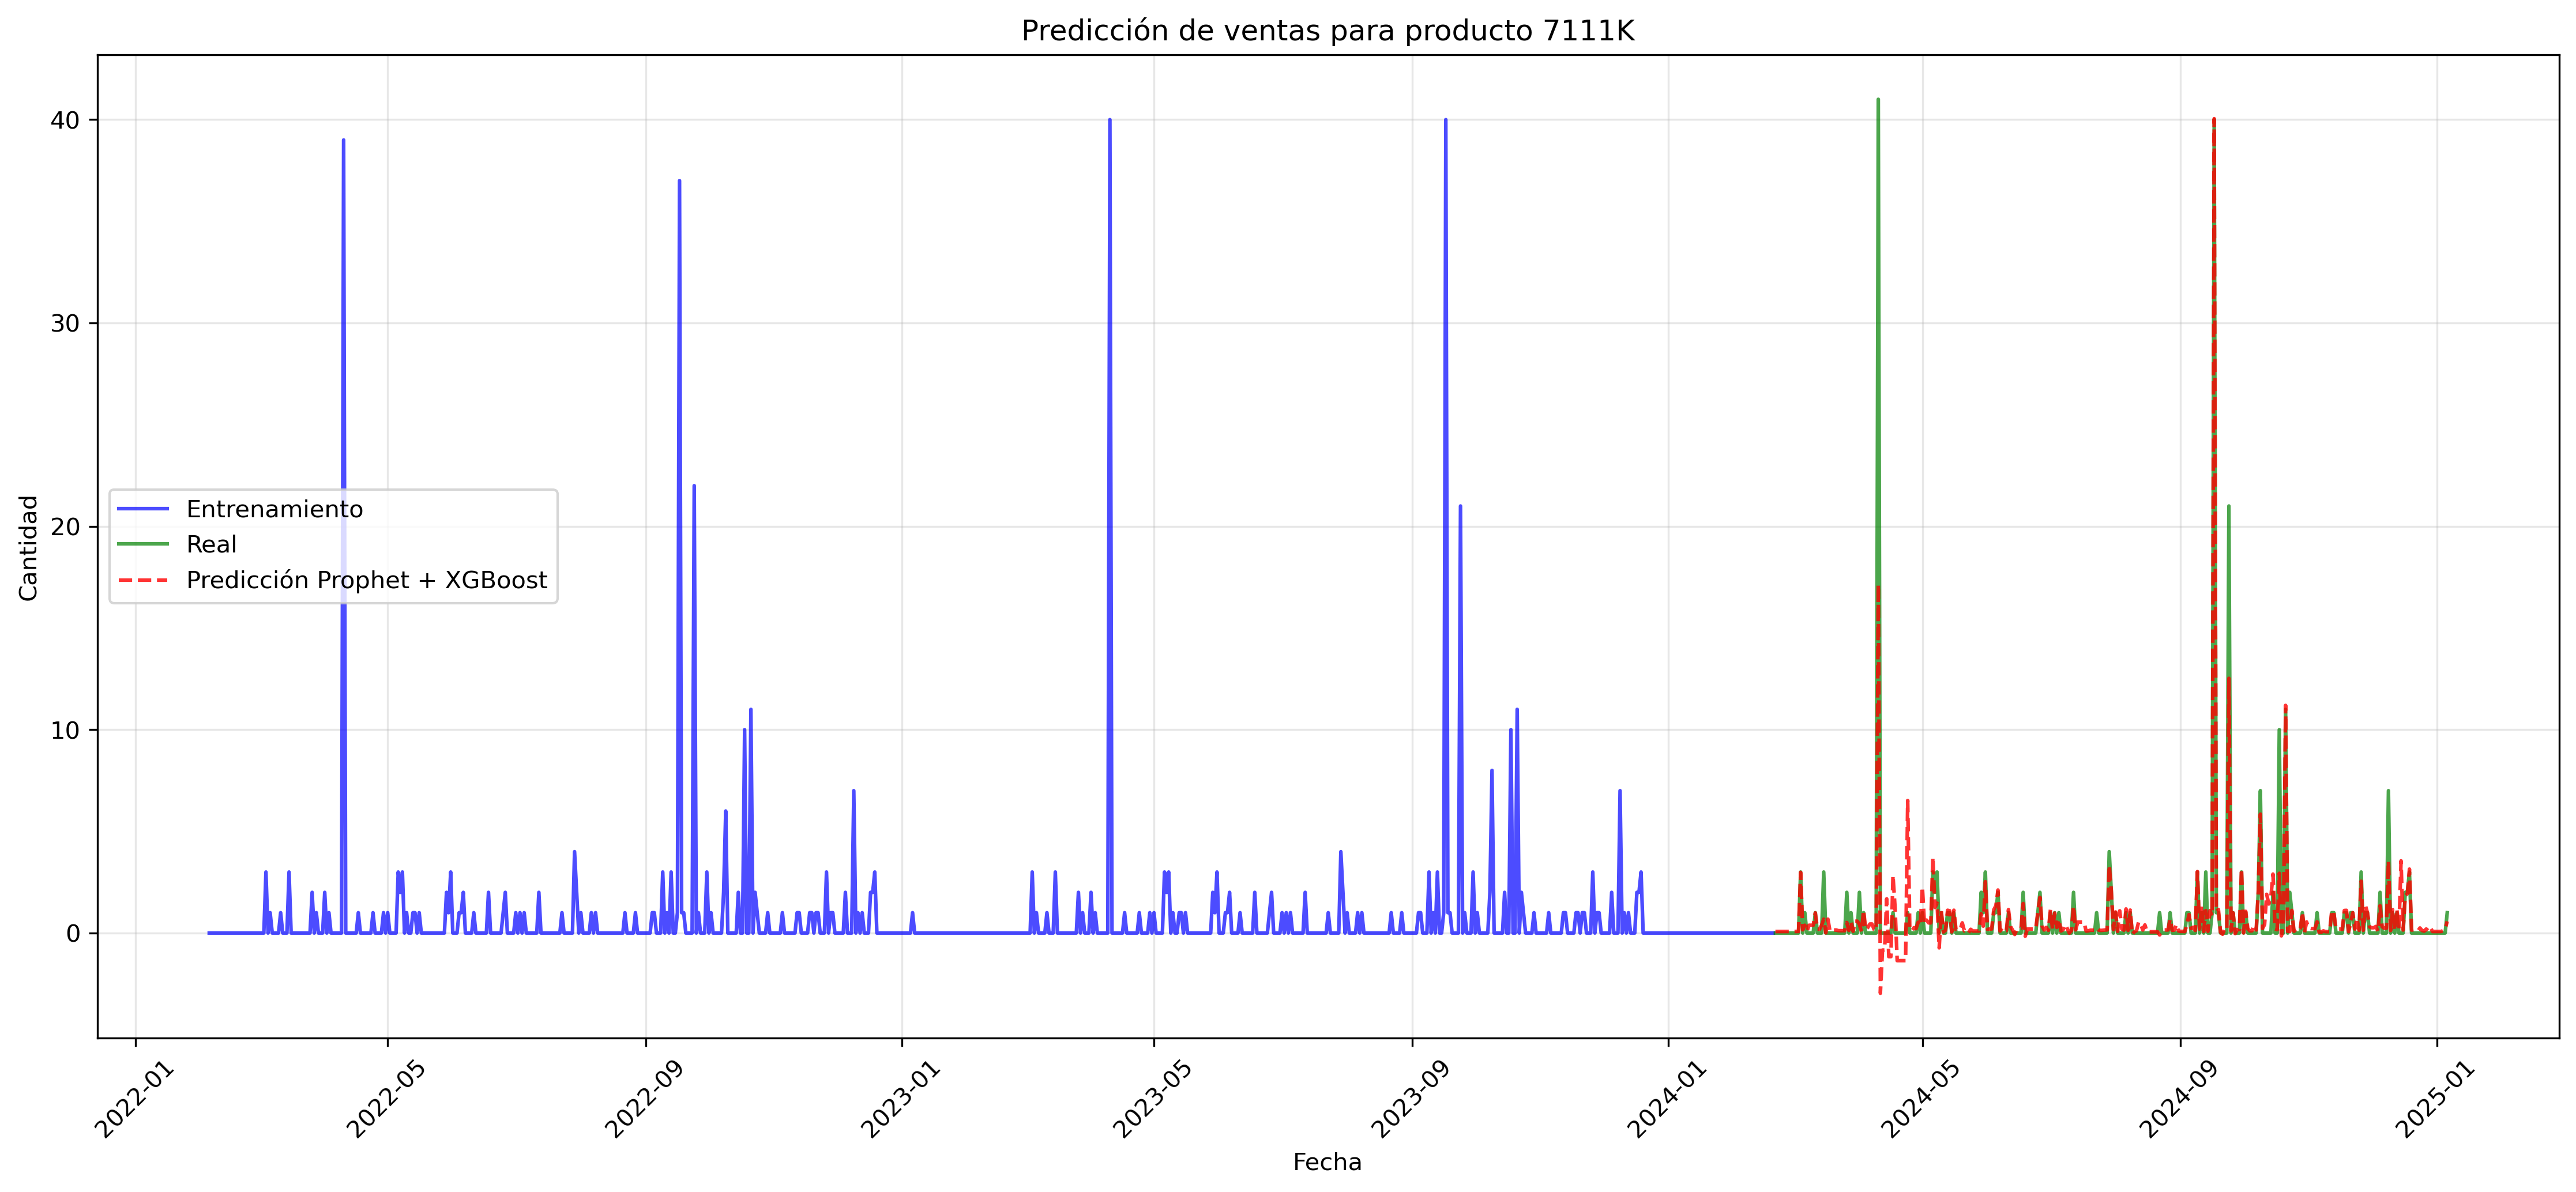 Predicción de ventas para producto 7111K
Cantidad
40
30
20
10
0
Entrenamiento
Real
Predicción Prophet + XGBoost
2022-01
2022-05
2022-09
2023-01
2023-05
2023-09
2024-01
2024-05
2024-09
2025-01
Fecha